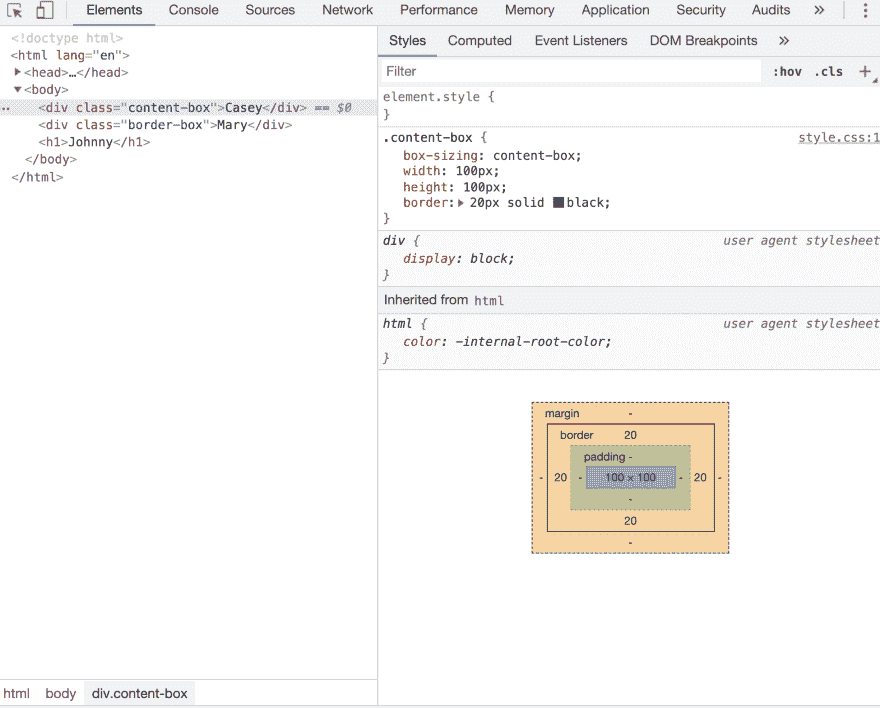 Elements Console Sources Network Performance Memory Application Security Audits »
<!doctype html>
<html lang="en">
<head>…</head>
<body>
<div class="content-box">Casey</div> == $0
<div class="border-box">Mary</div>
<h1>Johnny</h1>
</body>
</html>
html body div.content-box
Styles Computed Event Listeners DOM Breakpoints »
Filter :hov .cls +
element.style {
}
.content-box { style.css:1
box-sizing: content-box;
width: 100px;
height: 100px;
border: 20px solid black;
}
div { user agent stylesheet
display: block;
}
Inherited from html
html { user agent stylesheet
color: -internal-root-color;
}
margin -
border 20
padding -
- 20 - 100 × 100 - 20 -
-
20
-